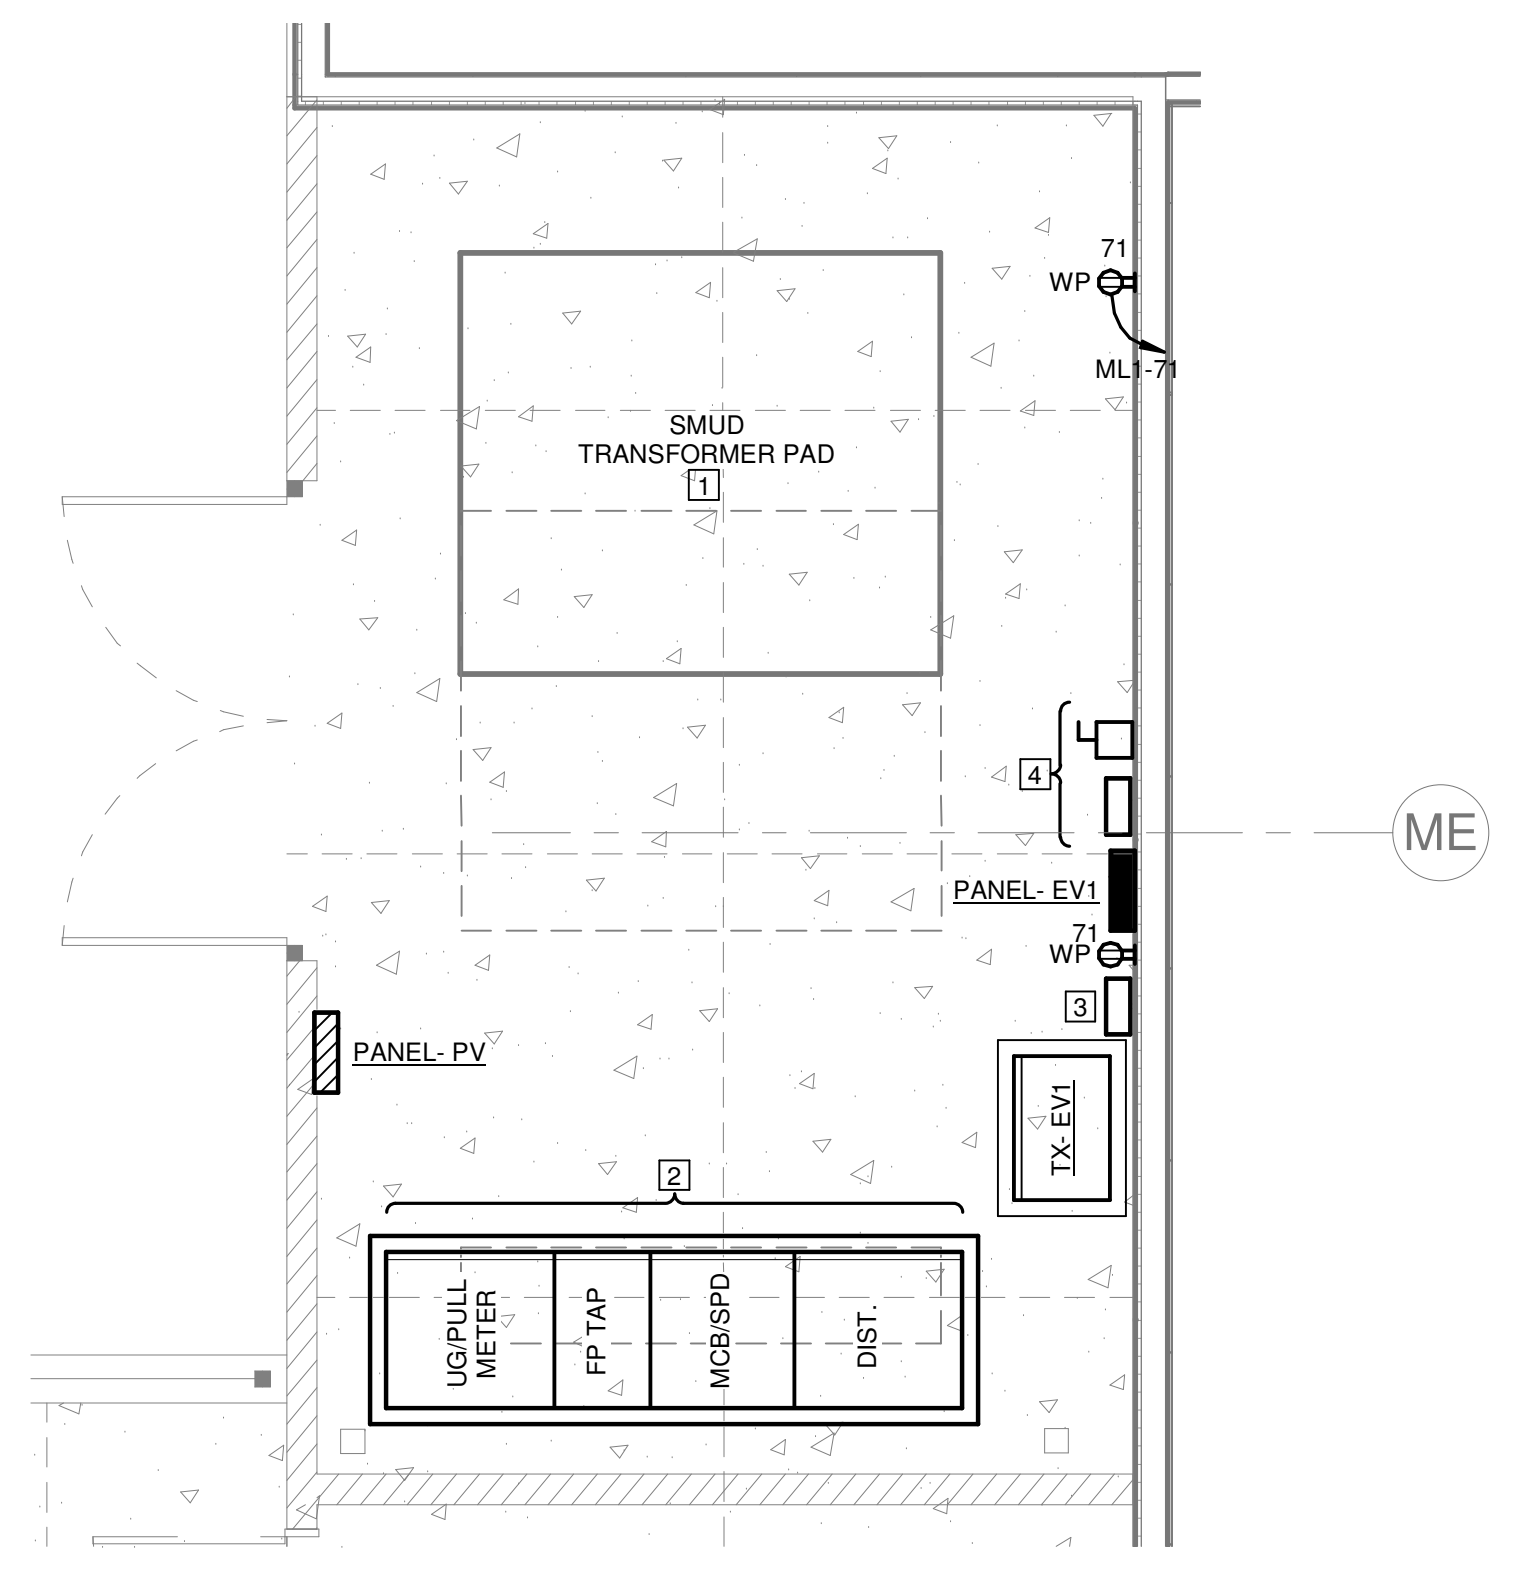 71
WP
ML1-71
SMUD
TRANSFORMER PAD
1
4
ME
PANEL- EV1
71
WP
3
PANEL- PV
TX- EV1
2
UG/PULL
METER
FP TAP
MCB/SPD
DIST.